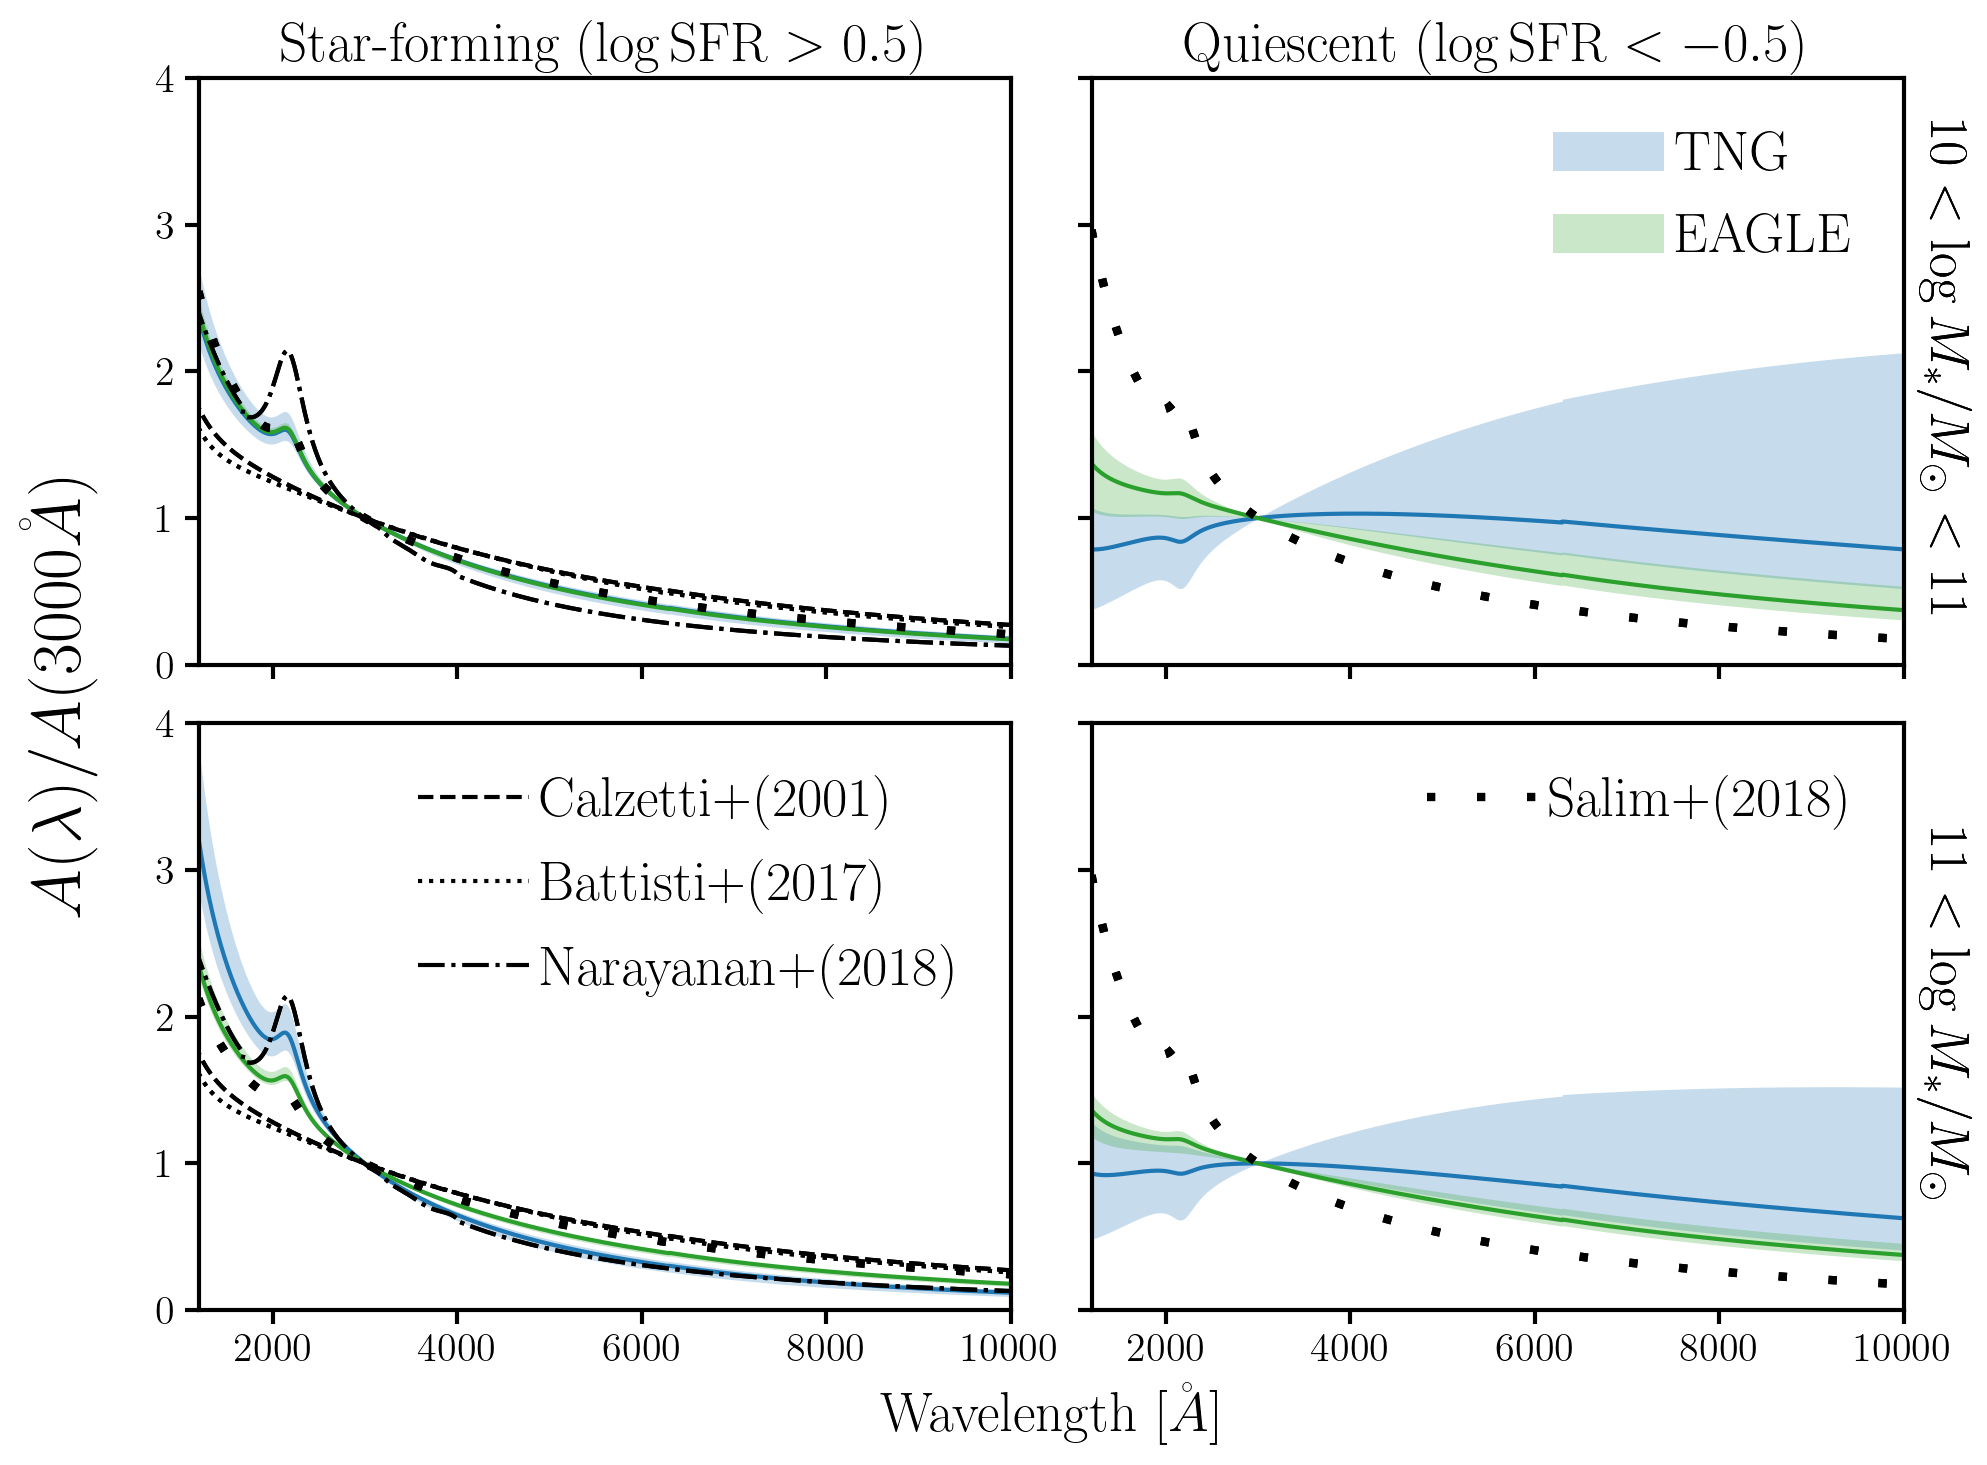 Star-forming (log SFR > 0.5)
Quiescent (log SFR < −0.5)
4
3
2
1
0
TNG
EAGLE
10 < log M∗/M⊙ < 11
A(λ)/A(3000Å)
4
3
2
1
0
Calzetti+(2001)
Battisti+(2017)
Narayanan+(2018)
Salim+(2018)
11 < log M∗/M⊙
2000 4000 6000 8000 10000
2000 4000 6000 8000 10000
Wavelength [Å]